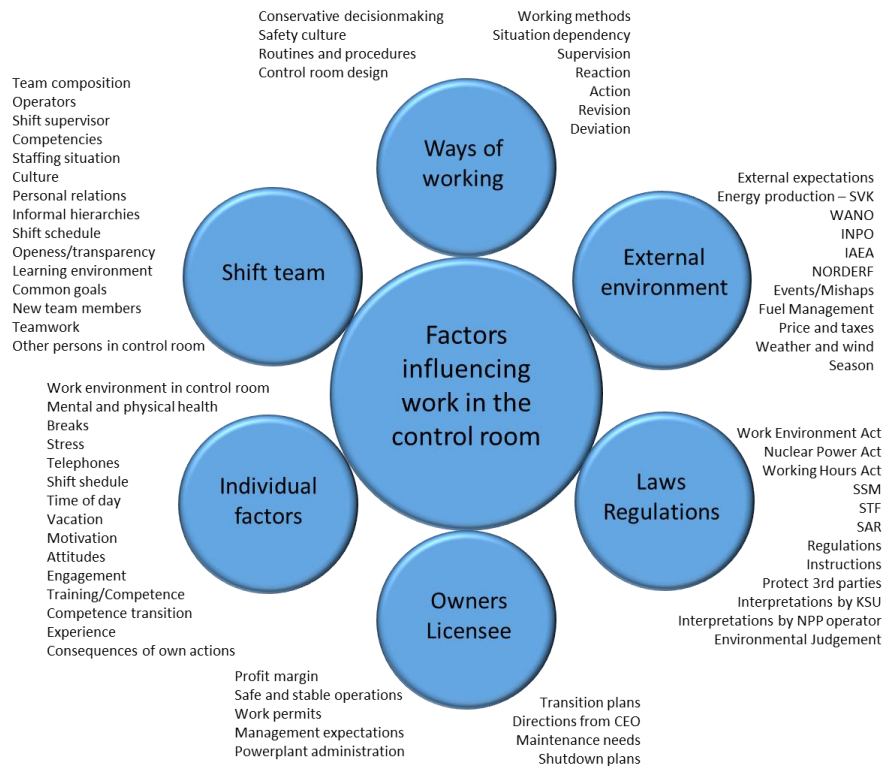 Conservative decisionmaking
Safety culture
Routines and procedures
Control room design
Working methods
Situation dependency
Supervision
Reaction
Action
Revision
Deviation
Ways of
working
Team composition
Operators
Shift supervisor
Competencies
Staffing situation
Culture
Personal relations
Informal hierarchies
Shift schedule
Openess/transparency
Learning environment
Common goals
New team members
Teamwork
Other persons in control room
Shift team
External
environment
External expectations
Energy production – SVK
WANO
INPO
IAEA
NORDERF
Events/Mishaps
Fuel Management
Price and taxes
Weather and wind
Season
Factors
influencing
work in the
control room
Work environment in control room
Mental and physical health
Breaks
Stress
Telephones
Shift shedule
Time of day
Vacation
Motivation
Attitudes
Engagement
Training/Competence
Competence transition
Experience
Consequences of own actions
Individual
factors
Laws
Regulations
Work Environment Act
Nuclear Power Act
Working Hours Act
SSM
STF
SAR
Regulations
Instructions
Protect 3rd parties
Interpretations by KSU
Interpretations by NPP operator
Environmental Judgement
Owners
Licensee
Profit margin
Safe and stable operations
Work permits
Management expectations
Powerplant administration
Transition plans
Directions from CEO
Maintenance needs
Shutdown plans